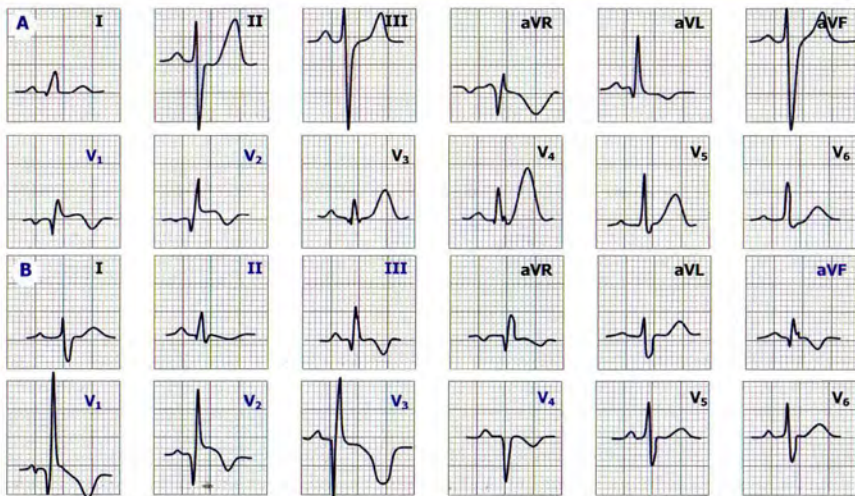 A I II III aVR aVL aVF
V₁ V₂ V₃ V₄ V₅ V₆
B I II III aVR aVL aVF
V₁ V₂ V₃ V₄ V₅ V₆